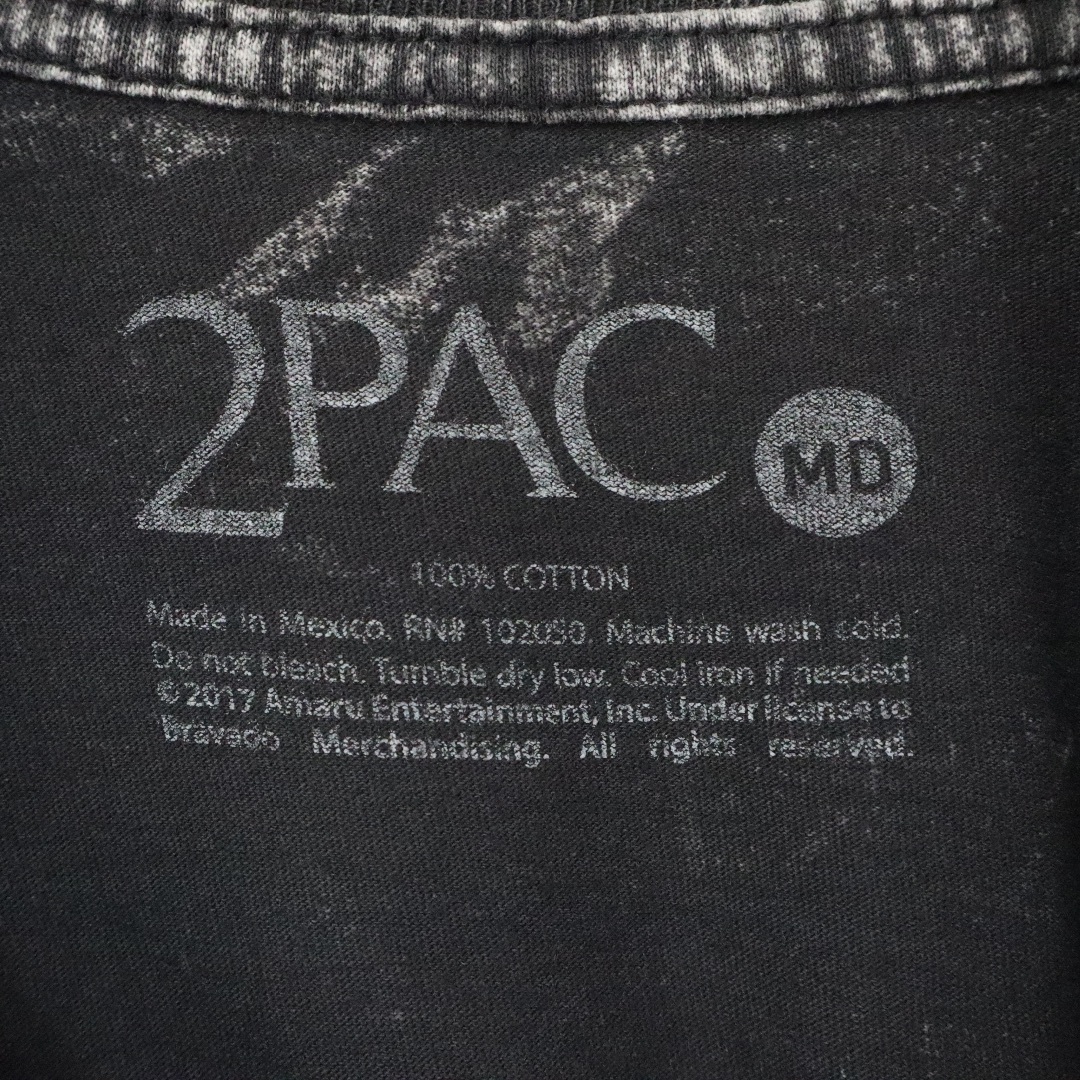 2PAC
MD
100% COTTON
Made in Mexico. RN# 102050. Machine wash cold.
Do not bleach. Tumble dry low. Cool iron if needed
© 2017 Amaru Entertainment, Inc. Under license to
Bravado Merchandising. All rights reserved.